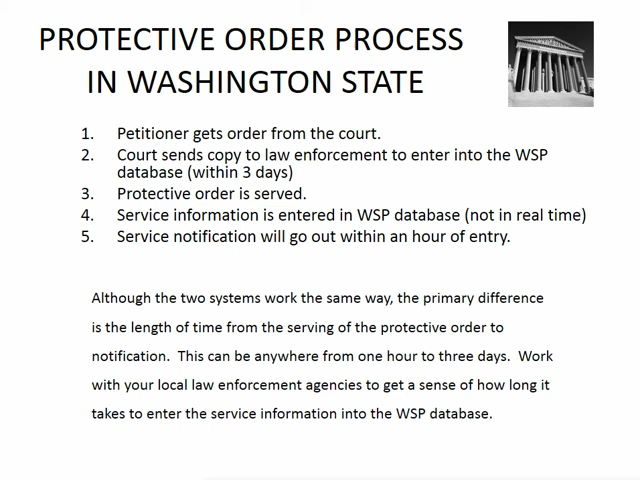 PROTECTIVE ORDER PROCESS
IN WASHINGTON STATE
1. Petitioner gets order from the court.
2. Court sends copy to law enforcement to enter into the WSP
database (within 3 days)
3. Protective order is served.
4. Service information is entered in WSP database (not in real time)
5. Service notification will go out within an hour of entry.
Although the two systems work the same way, the primary difference
is the length of time from the serving of the protective order to
notification. This can be anywhere from one hour to three days. Work
with your local law enforcement agencies to get a sense of how long it
takes to enter the service information into the WSP database.